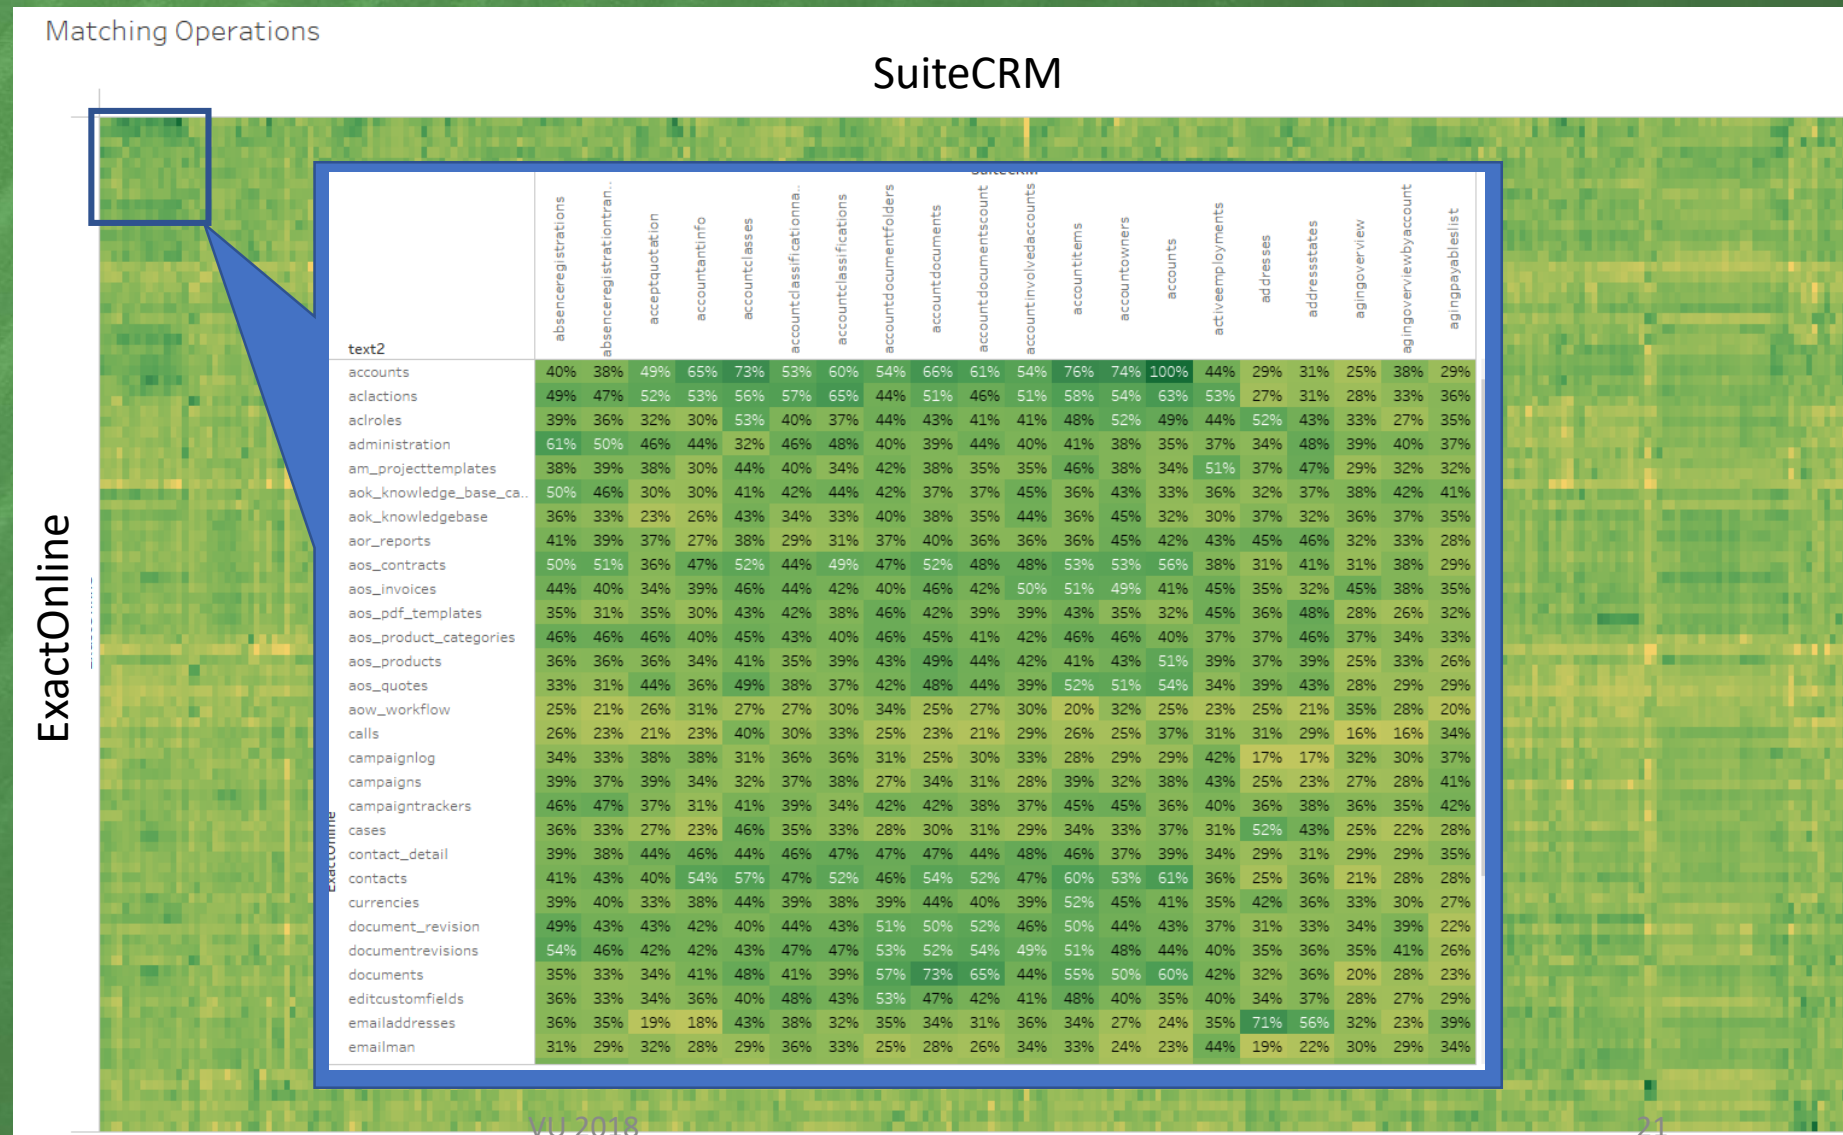 Matching Operations
SuiteCRM
ExactOnline
SuiteCRM
absenceregistrations absenceregistrationtran.. acceptquotation accountantinfo accountclasses accountclassificationna.. accountclassifications accountdocumentfolders accountdocuments accountdocumentscount accountinvolvedaccounts accountitems accountowners accounts activeemployments addresses addressstates agingoverview agingoverviewbyaccount agingpayableslist
text2
accounts 40% 38% 49% 65% 73% 53% 60% 54% 66% 61% 54% 76% 74% 100% 44% 29% 31% 25% 38% 29%
aclactions 49% 47% 52% 53% 56% 57% 65% 44% 51% 46% 51% 58% 54% 63% 53% 27% 31% 28% 33% 36%
aclroles 39% 36% 32% 30% 53% 40% 37% 44% 43% 41% 41% 48% 52% 49% 44% 52% 43% 33% 27% 35%
administration 61% 50% 46% 44% 32% 46% 48% 40% 39% 44% 40% 41% 38% 35% 37% 34% 48% 39% 40% 37%
am_projecttemplates 38% 39% 38% 30% 44% 40% 34% 42% 38% 35% 35% 46% 38% 34% 51% 37% 47% 29% 32% 32%
aok_knowledge_base_ca.. 50% 46% 30% 30% 41% 42% 44% 42% 37% 37% 45% 36% 43% 33% 36% 32% 37% 38% 42% 41%
aok_knowledgebase 36% 33% 23% 26% 43% 34% 33% 40% 38% 35% 44% 36% 45% 32% 30% 37% 32% 36% 37% 35%
aor_reports 41% 39% 37% 27% 38% 29% 31% 37% 40% 36% 36% 36% 45% 42% 43% 45% 46% 32% 33% 28%
aos_contracts 50% 51% 36% 47% 52% 44% 49% 47% 52% 48% 48% 53% 53% 56% 38% 31% 41% 31% 38% 29%
aos_invoices 44% 40% 34% 39% 46% 44% 42% 40% 46% 42% 50% 51% 49% 41% 45% 35% 32% 45% 38% 35%
aos_pdf_templates 35% 31% 35% 30% 43% 42% 38% 46% 42% 39% 39% 43% 35% 32% 45% 36% 48% 28% 26% 32%
aos_product_categories 46% 46% 46% 40% 45% 43% 40% 46% 45% 41% 42% 46% 46% 40% 37% 37% 46% 37% 34% 33%
aos_products 36% 36% 36% 34% 41% 35% 39% 43% 49% 44% 42% 41% 43% 51% 39% 37% 39% 25% 33% 26%
aos_quotes 33% 31% 44% 36% 49% 38% 37% 42% 48% 44% 39% 52% 51% 54% 34% 39% 43% 28% 29% 29%
aow_workflow 25% 21% 26% 31% 27% 27% 30% 34% 25% 27% 30% 20% 32% 25% 23% 25% 21% 35% 28% 20%
calls 26% 23% 21% 23% 40% 30% 33% 25% 23% 21% 29% 26% 25% 37% 31% 31% 29% 16% 16% 34%
campaignlog 34% 33% 38% 38% 31% 36% 36% 31% 25% 30% 33% 28% 29% 29% 42% 17% 17% 32% 30% 37%
campaigns 39% 37% 39% 34% 32% 37% 38% 27% 34% 31% 28% 39% 32% 38% 43% 25% 23% 27% 28% 41%
campaigntrackers 46% 47% 37% 31% 41% 39% 34% 42% 42% 38% 37% 45% 45% 36% 40% 36% 38% 36% 35% 42%
cases 36% 33% 27% 23% 46% 35% 33% 28% 30% 31% 29% 34% 33% 37% 31% 52% 43% 25% 22% 28%
contact_detail 39% 38% 44% 46% 44% 46% 47% 47% 47% 44% 48% 46% 37% 39% 34% 29% 31% 29% 29% 35%
contacts 41% 43% 40% 54% 57% 47% 52% 46% 54% 52% 47% 60% 53% 61% 36% 25% 36% 21% 28% 28%
currencies 39% 40% 33% 38% 44% 39% 38% 39% 44% 40% 39% 52% 45% 41% 35% 42% 36% 33% 30% 27%
document_revision 49% 43% 43% 42% 40% 44% 43% 51% 50% 52% 46% 50% 44% 43% 37% 31% 33% 34% 39% 22%
documentrevisions 54% 46% 42% 42% 43% 47% 47% 53% 52% 54% 49% 51% 48% 44% 40% 35% 36% 35% 41% 26%
documents 35% 33% 34% 41% 48% 41% 39% 57% 73% 65% 44% 55% 50% 60% 42% 32% 36% 20% 28% 23%
editcustomfields 36% 33% 34% 36% 40% 48% 43% 53% 47% 42% 41% 48% 40% 35% 40% 34% 37% 28% 27% 29%
emailaddresses 36% 35% 19% 18% 43% 38% 32% 35% 34% 31% 36% 34% 27% 24% 35% 71% 56% 32% 23% 39%
emailman 31% 29% 32% 28% 29% 36% 33% 25% 28% 26% 34% 33% 24% 23% 44% 19% 22% 30% 29% 34%
ExactOnline
VU 2018
21